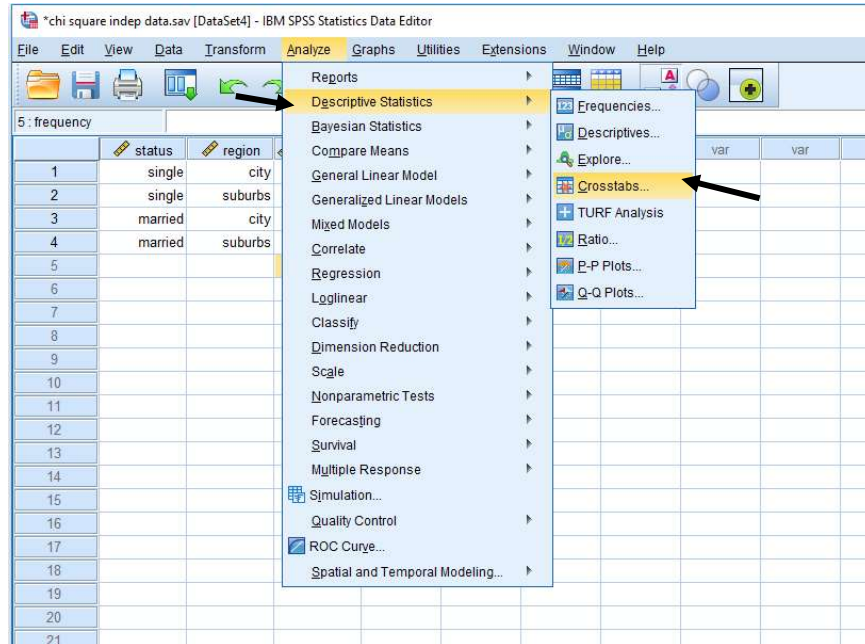 *chi square indep data.sav [DataSet4] - IBM SPSS Statistics Data Editor
File Edit View Data Transform Analyze Graphs Utilities Extensions Window Help
5 : frequency
status region var var
1 single city
2 single suburbs
3 married city
4 married suburbs
5
6
7
8
9
10
11
12
13
14
15
16
17
18
19
20
21
Reports
Descriptive Statistics
Bayesian Statistics
Compare Means
General Linear Model
Generalized Linear Models
Mixed Models
Correlate
Regression
Loglinear
Classify
Dimension Reduction
Scale
Nonparametric Tests
Forecasting
Survival
Multiple Response
Simulation...
Quality Control
ROC Curve...
Spatial and Temporal Modeling...
123 Frequencies...
Descriptives...
Explore...
Crosstabs...
TURF Analysis
1/2 Ratio...
P-P Plots...
Q-Q Plots...